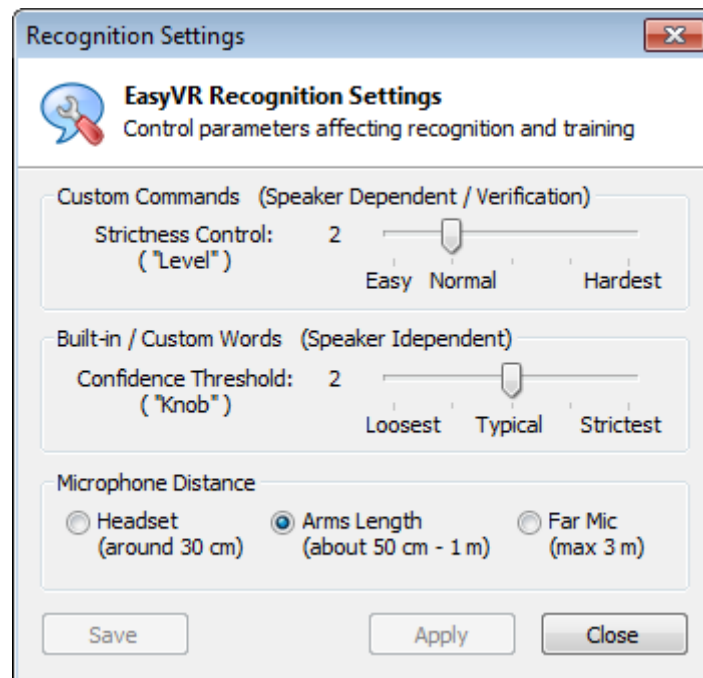 Recognition Settings
EasyVR Recognition Settings
Control parameters affecting recognition and training
Custom Commands (Speaker Dependent / Verification)
Strictness Control: 2
( "Level" )
Easy Normal Hardest
Built-in / Custom Words (Speaker Idependent)
Confidence Threshold: 2
( "Knob" )
Loosest Typical Strictest
Microphone Distance
Headset Arms Length Far Mic
(around 30 cm) (about 50 cm - 1 m) (max 3 m)
Save Apply Close